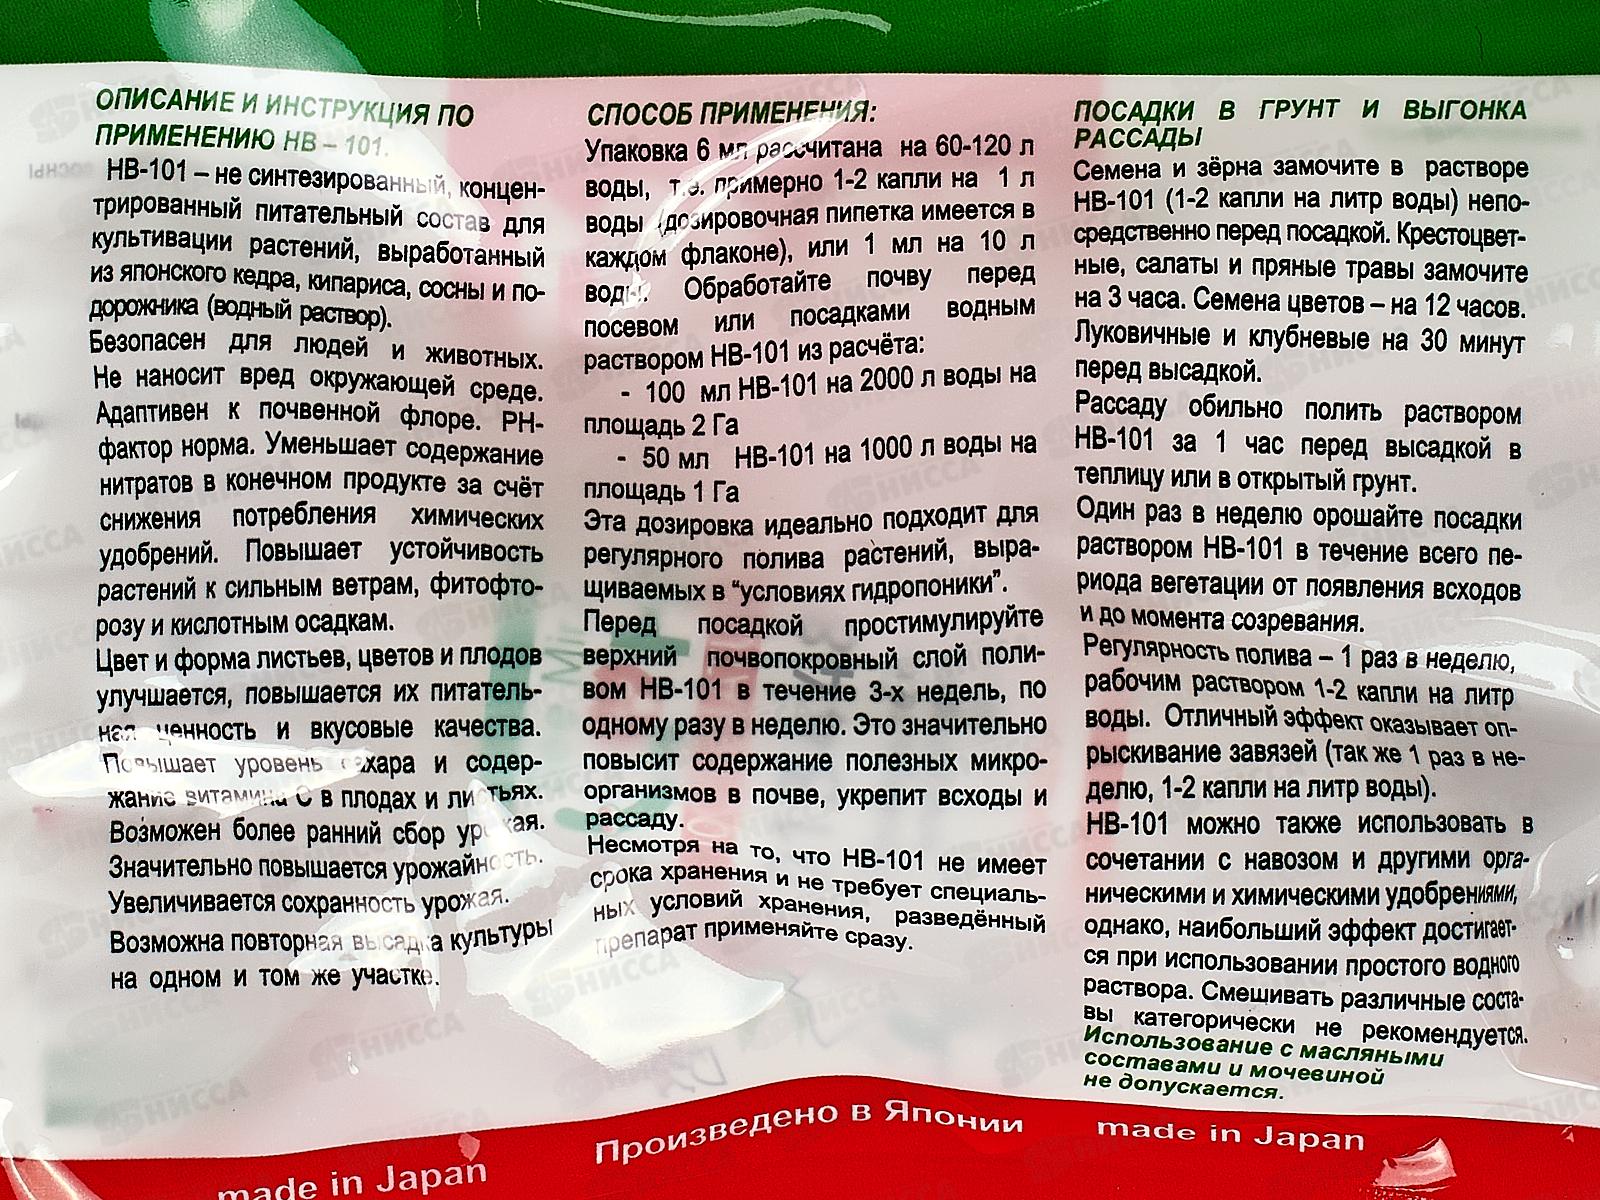 ОПИСАНИЕ И ИНСТРУКЦИЯ ПО
ПРИМЕНЕНИЮ НВ – 101.
НВ-101 – не синтезированный, концен-
трированный питательный состав для
культивации растений, выработанный
из японского кедра, кипариса, сосны и по-
дорожника (водный раствор).
Безопасен для людей и животных.
Не наносит вред окружающей среде.
Адаптивен к почвенной флоре. РН-
фактор норма. Уменьшает содержание
нитратов в конечном продукте за счёт
снижения потребления химических
удобрений. Повышает устойчивость
растений к сильным ветрам, фитофто-
розу и кислотным осадкам.
Цвет и форма листьев, цветов и плодов
улучшается, повышается их питатель-
ная ценность и вкусовые качества.
Повышает уровень сахара и содер-
жание витамина С в плодах и листьях.
Возможен более ранний сбор урожая.
Значительно повышается урожайность.
Увеличивается сохранность урожая.
Возможна повторная высадка культуры
на одном и том же участке.
СПОСОБ ПРИМЕНЕНИЯ:
Упаковка 6 мл рассчитана на 60-120 л
воды, т.е. примерно 1-2 капли на 1 л
воды (дозировочная пипетка имеется в
каждом флаконе), или 1 мл на 10 л
воды. Обработайте почву перед
посевом или посадками водным
раствором НВ-101 из расчёта:
- 100 мл НВ-101 на 2000 л воды на
площадь 2 Га
- 50 мл НВ-101 на 1000 л воды на
площадь 1 Га
Эта дозировка идеально подходит для
регулярного полива растений, выра-
щиваемых в “условиях гидропоники”.
Перед посадкой простимулируйте
верхний почвопокровный слой поли-
вом НВ-101 в течение 3-х недель, по
одному разу в неделю. Это значительно
повысит содержание полезных микро-
организмов в почве, укрепит всходы и
рассаду.
Несмотря на то, что НВ-101 не имеет
срока хранения и не требует специаль-
ных условий хранения, разведённый
препарат применяйте сразу.
ПОСАДКИ В ГРУНТ И ВЫГОНКА
РАССАДЫ
Семена и зёрна замочите в растворе
НВ-101 (1-2 капли на литр воды) непо-
средственно перед посадкой. Крестоцвет-
ные, салаты и пряные травы замочите
на 3 часа. Семена цветов – на 12 часов.
Луковичные и клубневые на 30 минут
перед высадкой.
Рассаду обильно полить раствором
НВ-101 за 1 час перед высадкой в
теплицу или в открытый грунт.
Один раз в неделю орошайте посадки
раствором НВ-101 в течение всего пе-
риода вегетации от появления всходов
и до момента созревания.
Регулярность полива – 1 раз в неделю,
рабочим раствором 1-2 капли на литр
воды. Отличный эффект оказывает оп-
рыскивание завязей (так же 1 раз в не-
делю, 1-2 капли на литр воды).
НВ-101 можно также использовать в
сочетании с навозом и другими орга-
ническими и химическими удобрениями,
однако, наибольший эффект достигает-
ся при использовании простого водного
раствора. Смешивать различные соста-
вы категорически не рекомендуется.
Использование с масляными
составами и мочевиной
не допускается.
made in Japan
Произведено в Японии
made in Japan